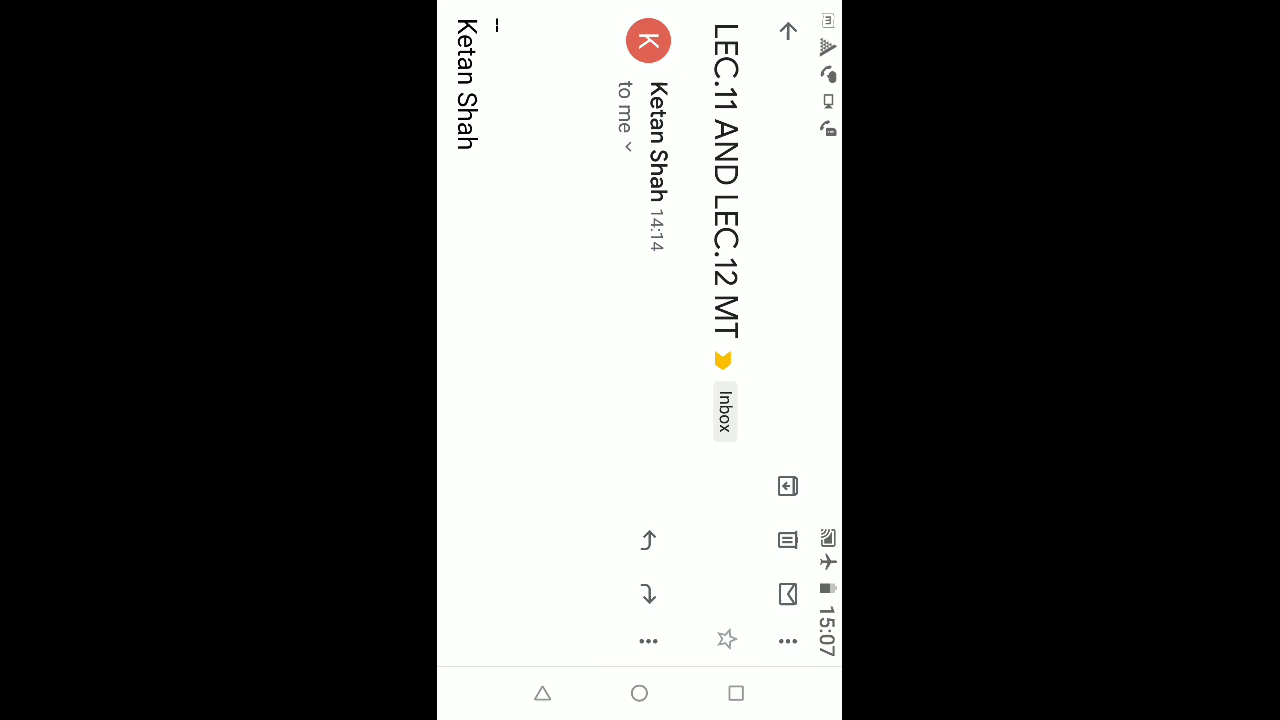 15:07
LEC.11 AND LEC.12 MT
Inbox
K
Ketan Shah 14:14
to me
--
Ketan Shah